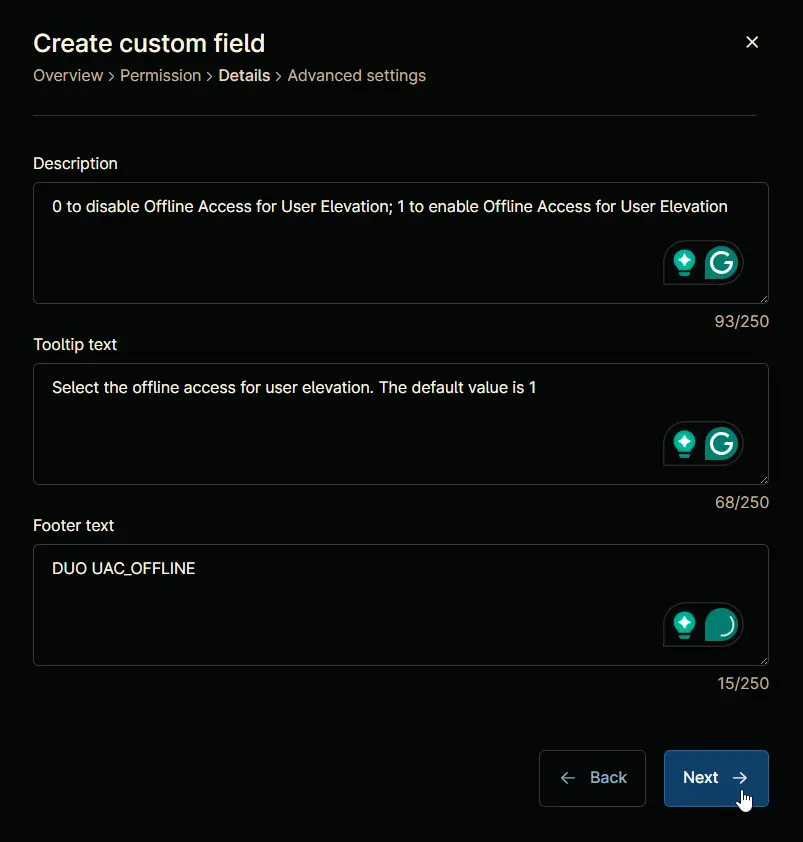 Create custom field
Overview > Permission > Details > Advanced settings
Description
0 to disable Offline Access for User Elevation; 1 to enable Offline Access for User Elevation
93/250
Tooltip text
Select the offline access for user elevation. The default value is 1
68/250
Footer text
DUO UAC_OFFLINE
15/250
Back
Next